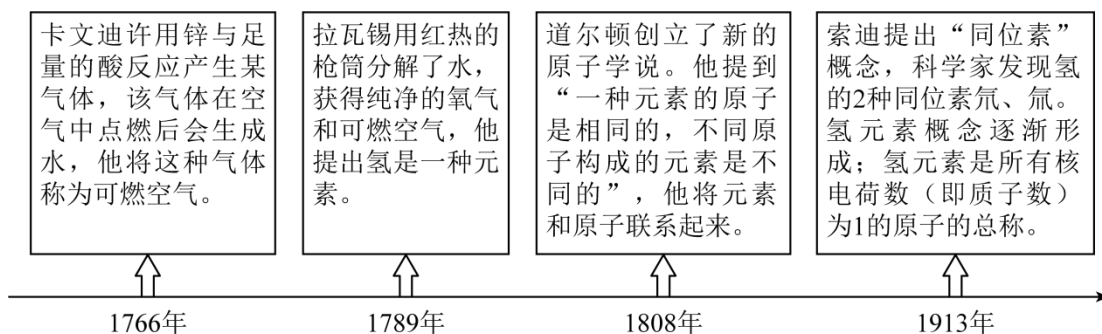 卡文迪许用锌与足
量的酸反应产生某
气体，该气体在空
气中点燃后会生成
水，他将这种气体
称为可燃空气。
拉瓦锡用红热的
枪筒分解了水，
获得纯净的氧气
和可燃空气，他
提出氢是一种元
素。
道尔顿创立了新的
原子学说。他提到
“一种元素的原子
是相同的，不同原
子构成的元素是不
同的”，他将元素
和原子联系起来。
索迪提出“同位素”
概念，科学家发现氢
的2种同位素氘、氚。
氢元素概念逐渐形
成；氢元素是所有核
电荷数（即质子数）
为1的原子的总称。
1766年
1789年
1808年
1913年